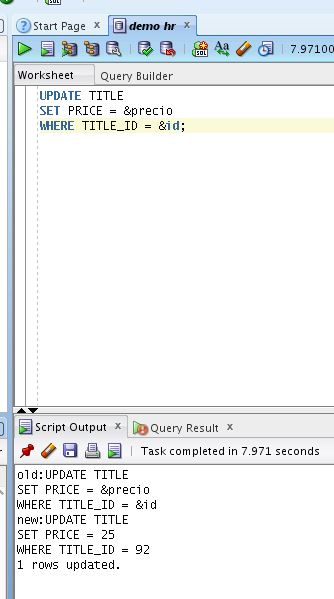 Start Page
demo hr
7.97100
Worksheet
Query Builder
UPDATE TITLE
SET PRICE = &precio
WHERE TITLE_ID = &id;
Script Output
Query Result
Task completed in 7.971 seconds
old:UPDATE TITLE
SET PRICE = &precio
WHERE TITLE_ID = &id
new:UPDATE TITLE
SET PRICE = 25
WHERE TITLE_ID = 92
1 rows updated.